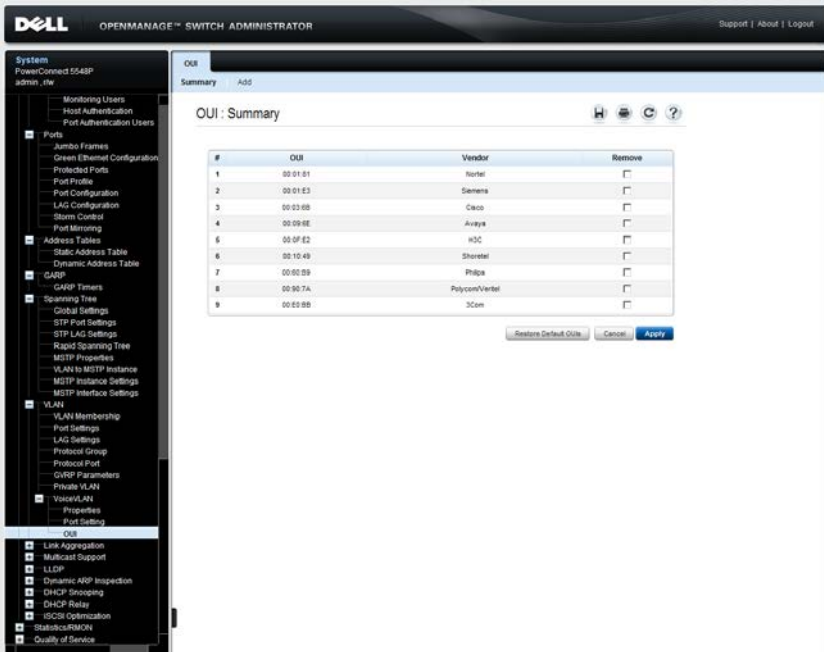 DELL
OPENMANAGE™ SWITCH ADMINISTRATOR
Support | About | Logout
System
PowerConnect 5548P
admin , r/w
Monitoring Users
Host Authentication
Port Authentication Users
Ports
Jumbo Frames
Green Ethernet Configuration
Protected Ports
Port Profile
Port Configuration
LAG Configuration
Storm Control
Port Mirroring
Address Tables
Static Address Table
Dynamic Address Table
GARP
GARP Timers
Spanning Tree
Global Settings
STP Port Settings
STP LAG Settings
Rapid Spanning Tree
MSTP Properties
VLAN to MSTP Instance
MSTP Instance Settings
MSTP Interface Settings
VLAN
VLAN Membership
Port Settings
LAG Settings
Protocol Group
Protocol Port
GVRP Parameters
Private VLAN
VoiceVLAN
Properties
Port Setting
OUI
Link Aggregation
Multicast Support
LLDP
Dynamic ARP Inspection
DHCP Snooping
DHCP Relay
iSCSI Optimization
Statistics/RMON
Quality of Service
OUI
Summary Add
OUI : Summary
# OUI Vendor Remove
1 00:01:81 Nortel
2 00:01:E3 Siemens
3 00:03:6B Cisco
4 00:09:6E Avaya
5 00:0F:E2 H3C
6 00:10:49 Shoretel
7 00:60:B9 Philips
8 00:90:7A Polycom/Veritel
9 00:E0:BB 3Com
Restore Default OUIs Cancel Apply